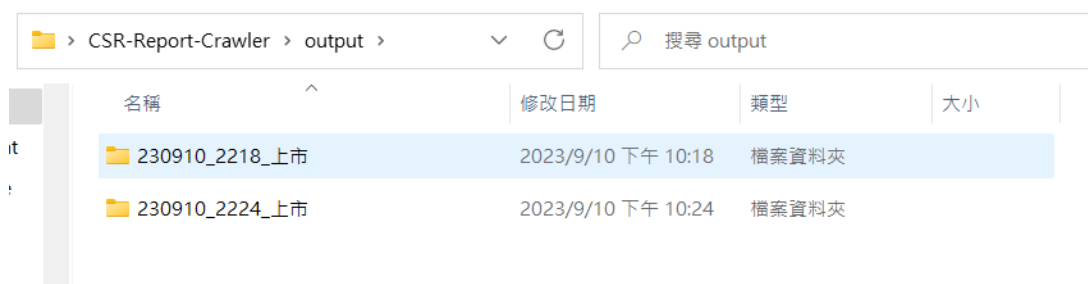 CSR-Report-Crawler > output >
搜尋 output
名稱 修改日期 類型 大小
230910_2218_上市 2023/9/10 下午 10:18 檔案資料夾
230910_2224_上市 2023/9/10 下午 10:24 檔案資料夾